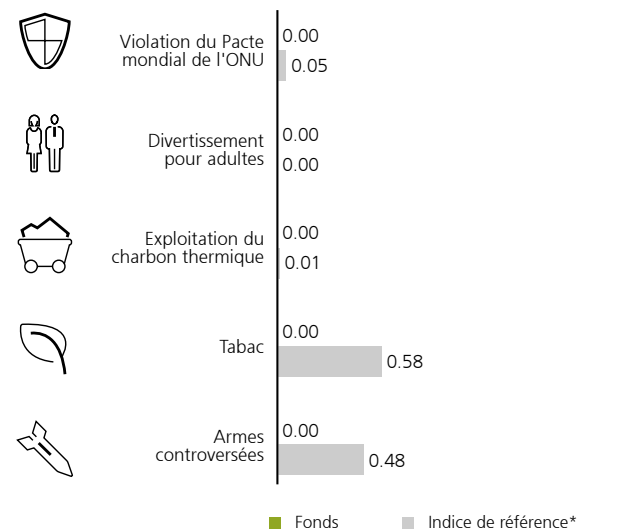 Violation du Pacte
mondial de l'ONU
0.00
0.05
Divertissement
pour adultes
0.00
0.00
Exploitation du
charbon thermique
0.00
0.01
Tabac
0.00
0.58
Armes
controversées
0.00
0.48
Fonds
Indice de référence*